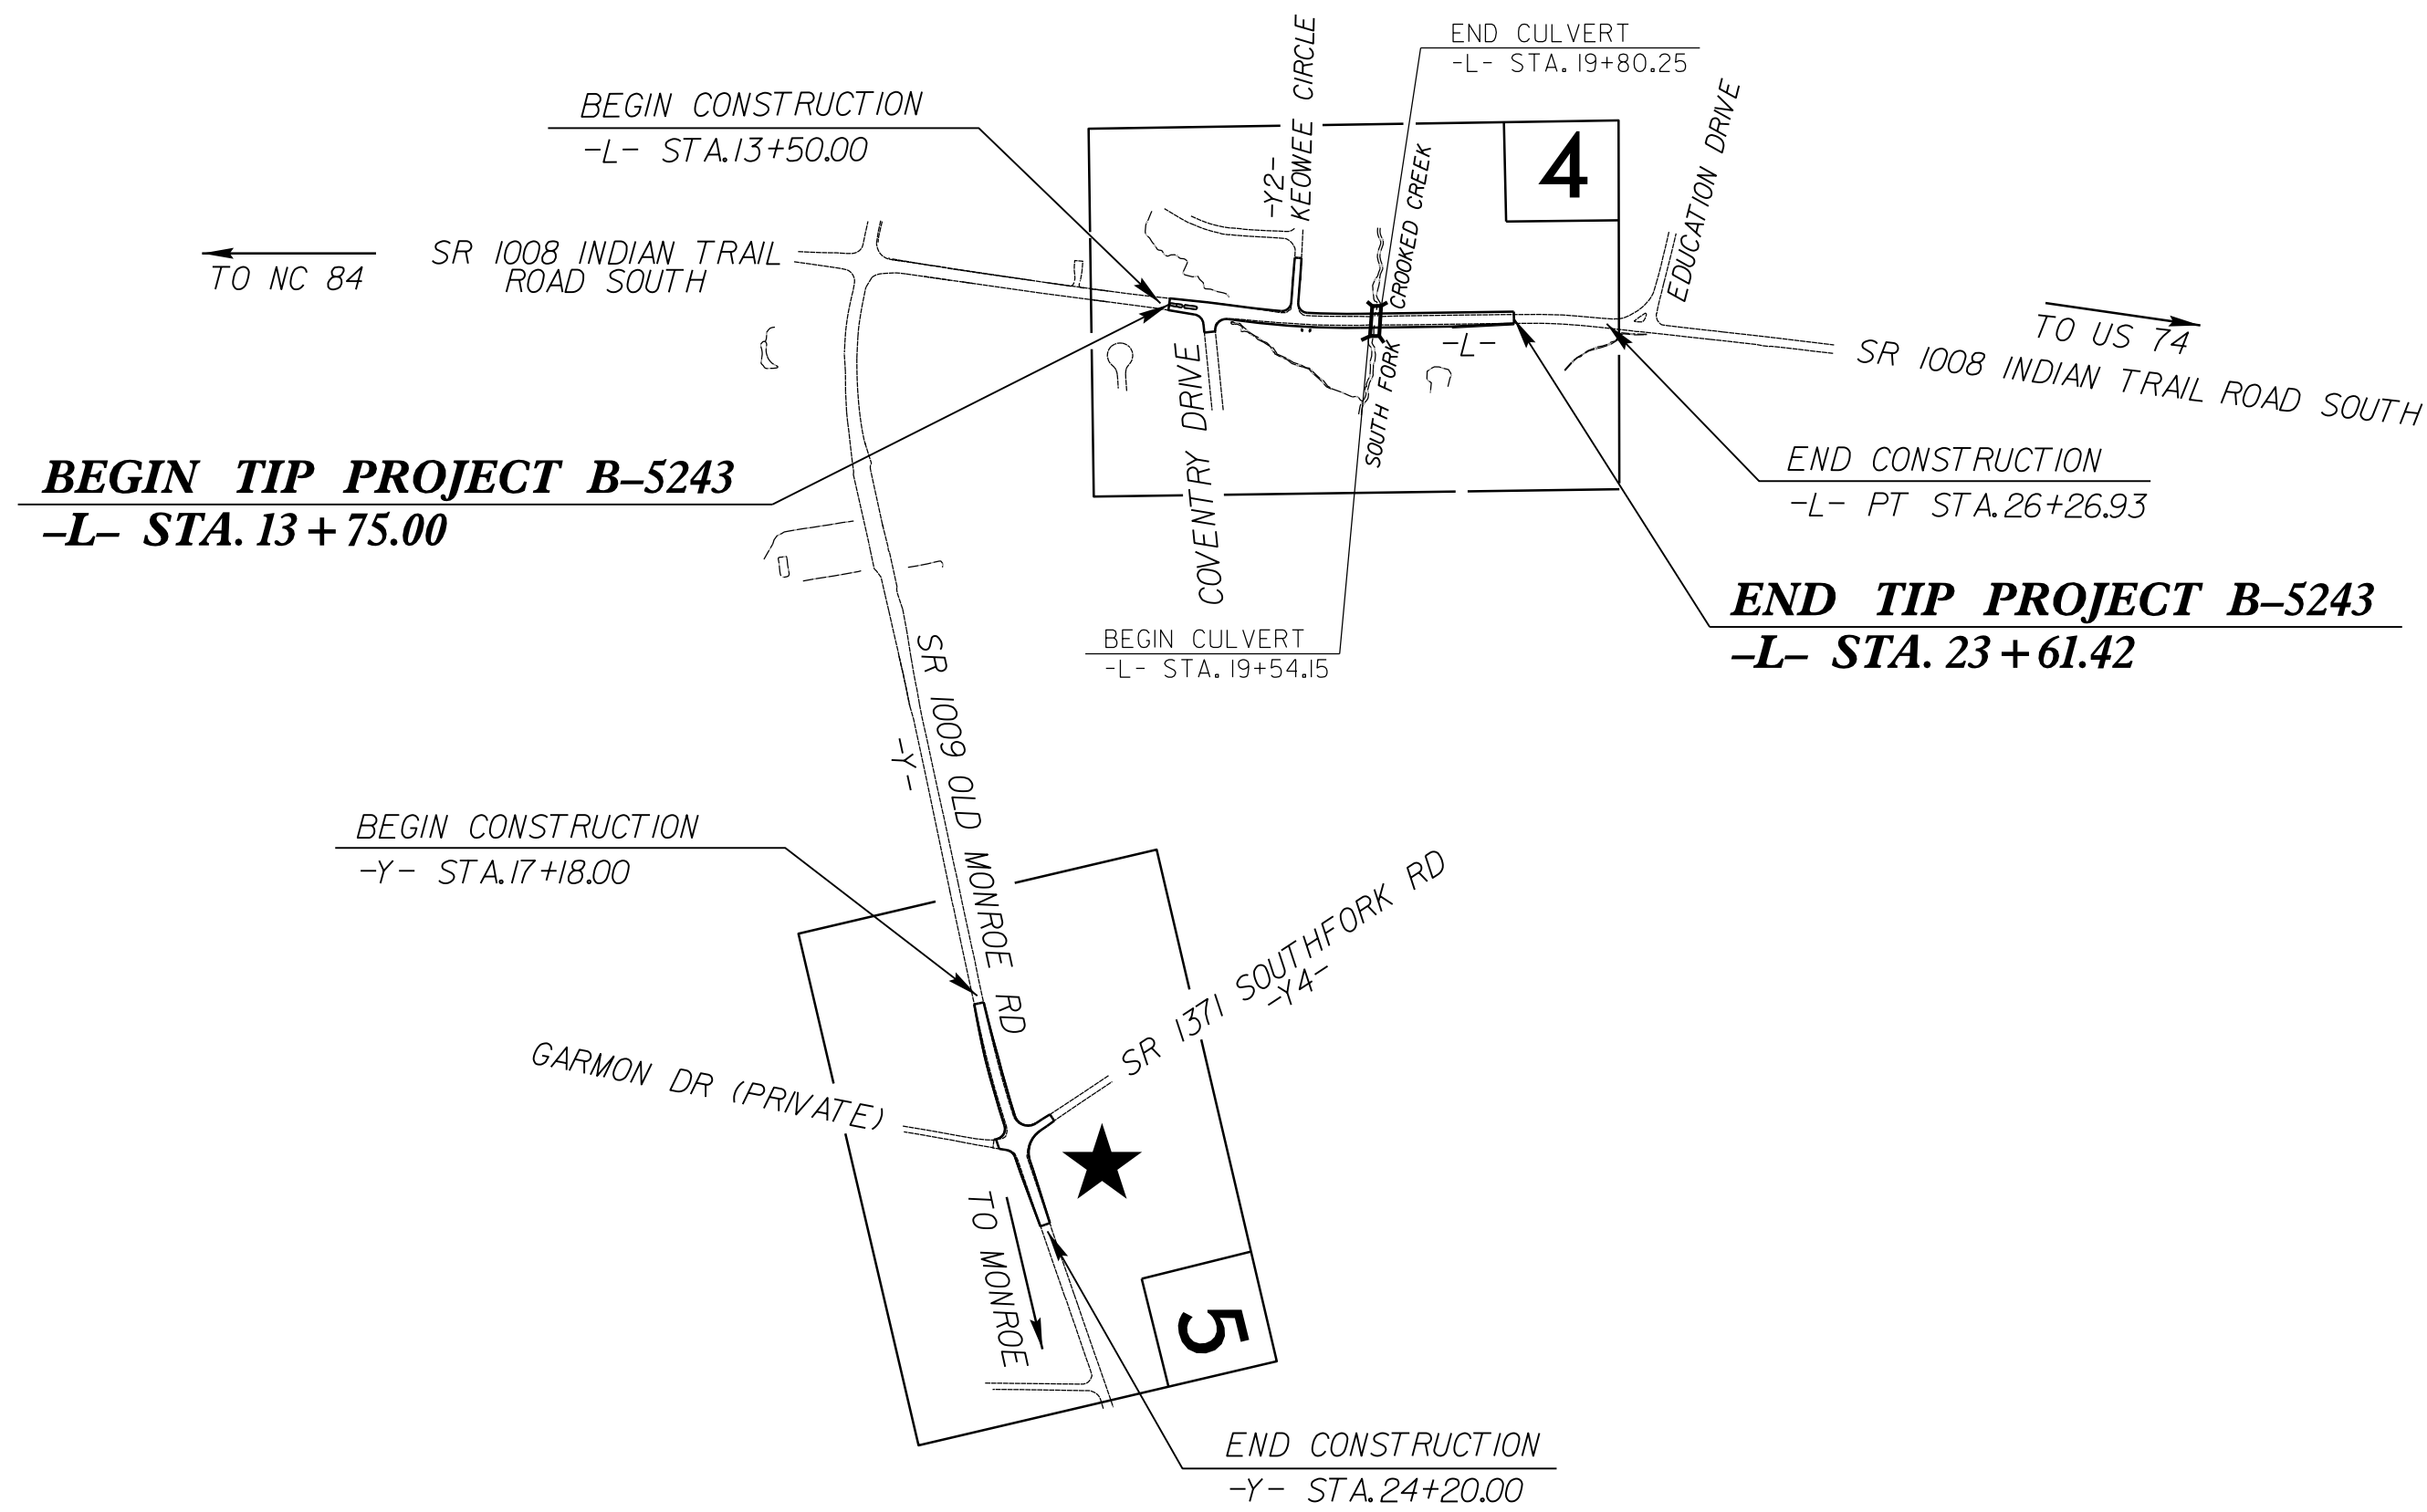 END CULVERT
-L- STA. 19+80.25
KEOWEE CIRCLE
-Y2-
BEGIN CONSTRUCTION
-L- STA. 13+50.00
4
EDUCATION DRIVE
CROOKED CREEK
SOUTH FORK
SR 1008 INDIAN TRAIL
ROAD SOUTH
TO NC 84
TO US 74
SR 1008 INDIAN TRAIL ROAD SOUTH
-L-
COVENTRY DRIVE
BEGIN TIP PROJECT B–5243
–L– STA. 13 + 75.00
END CONSTRUCTION
-L- PT STA. 26+26.93
END TIP PROJECT B–5243
–L– STA. 23 + 61.42
BEGIN CULVERT
-L- STA. 19+54.15
SR 1009 OLD MONROE RD
-Y-
BEGIN CONSTRUCTION
-Y- STA. 17+18.00
SR 1371 SOUTHFORK RD
-Y4-
GARMON DR (PRIVATE)
TO MONROE
5
END CONSTRUCTION
-Y- STA. 24+20.00